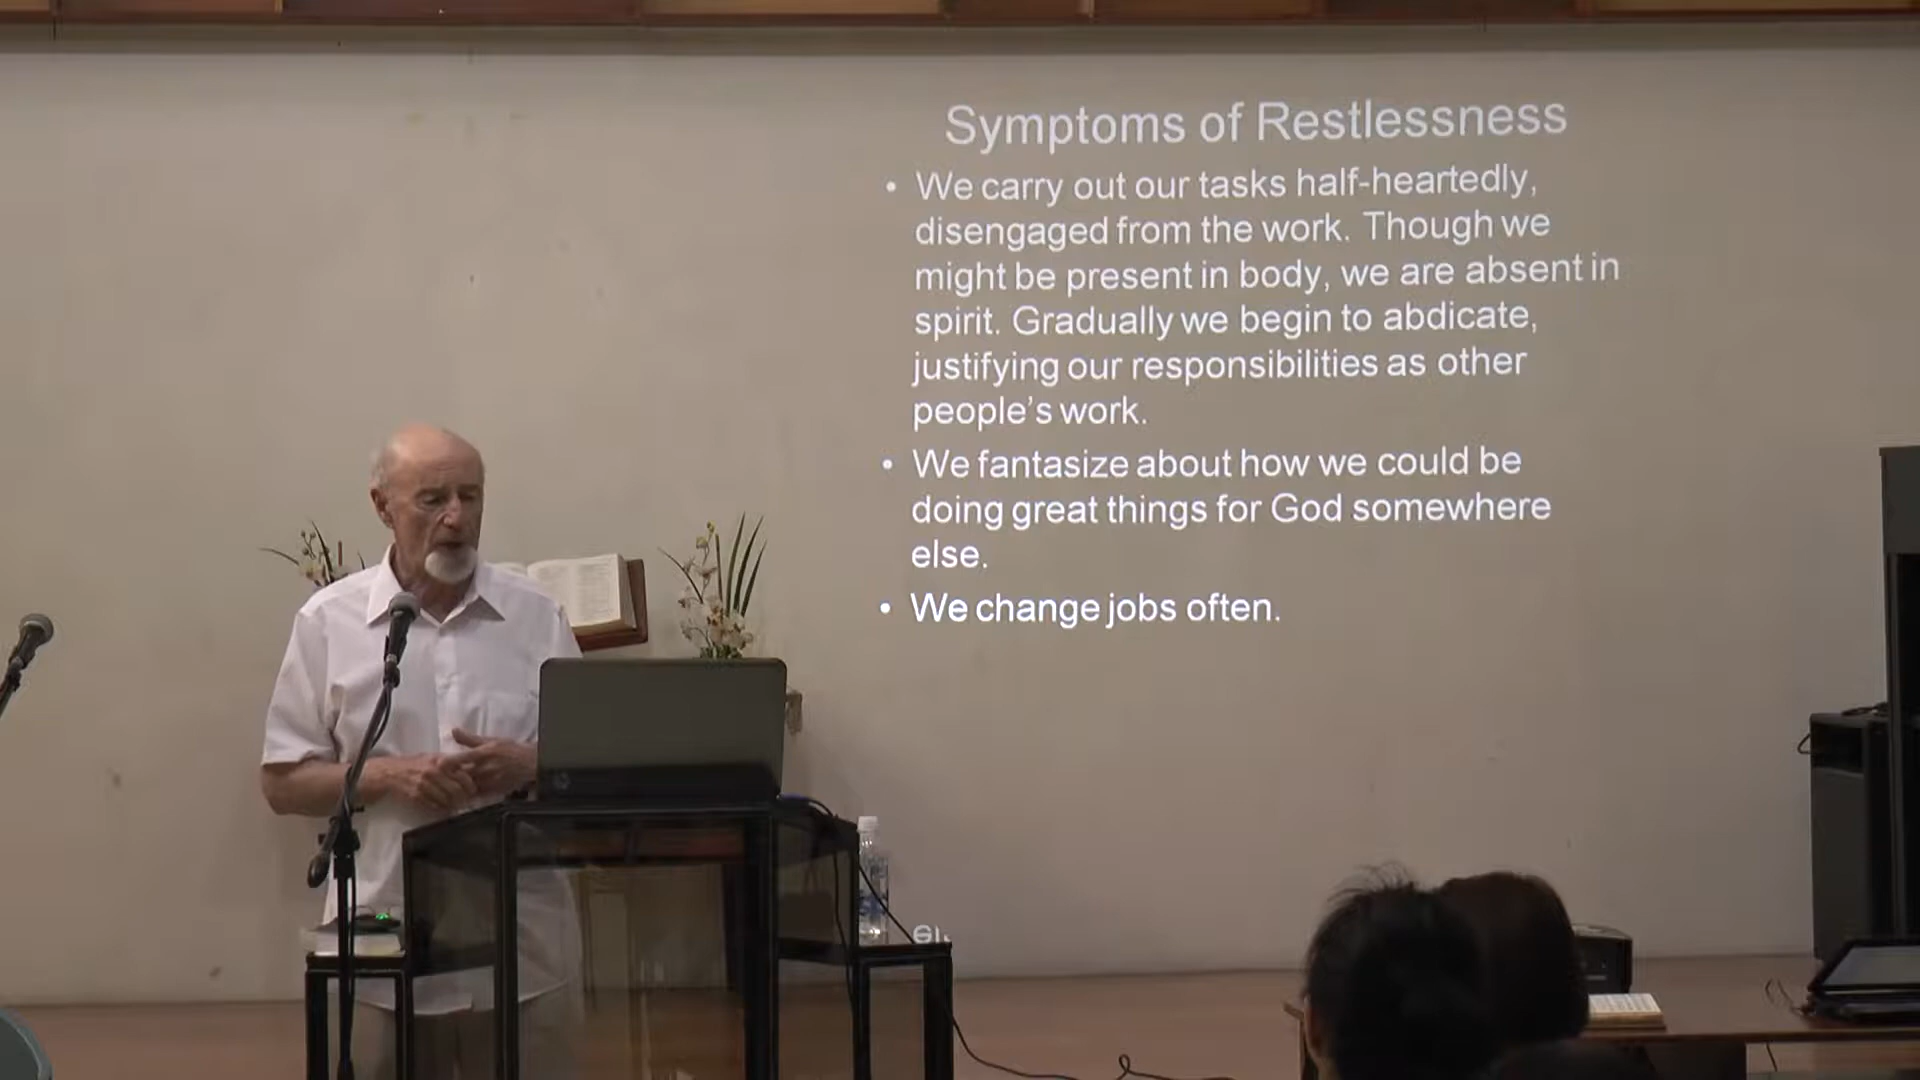 Symptoms of Restlessness
• We carry out our tasks half-heartedly,
disengaged from the work. Though we
might be present in body, we are absent in
spirit. Gradually we begin to abdicate,
justifying our responsibilities as other
people's work.
• We fantasize about how we could be
doing great things for God somewhere
else.
• We change jobs often.